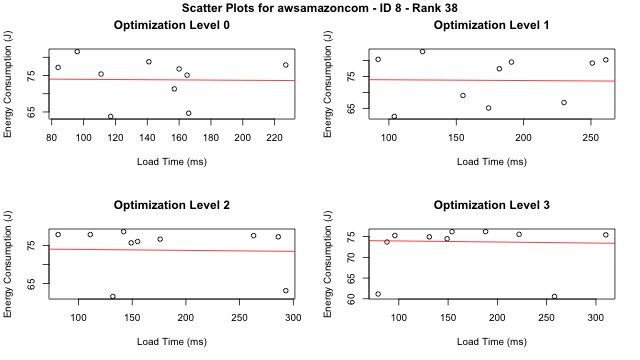 Scatter Plots for awsamazoncom - ID 8 - Rank 38
Optimization Level 0
Energy Consumption (J)
75
65
80 100 120 140 160 180 200 220
Load Time (ms)
Optimization Level 1
Energy Consumption (J)
75
65
100 150 200 250
Load Time (ms)
Optimization Level 2
Energy Consumption (J)
75
65
100 150 200 250 300
Load Time (ms)
Optimization Level 3
Energy Consumption (J)
75
70
65
60
100 150 200 250 300
Load Time (ms)